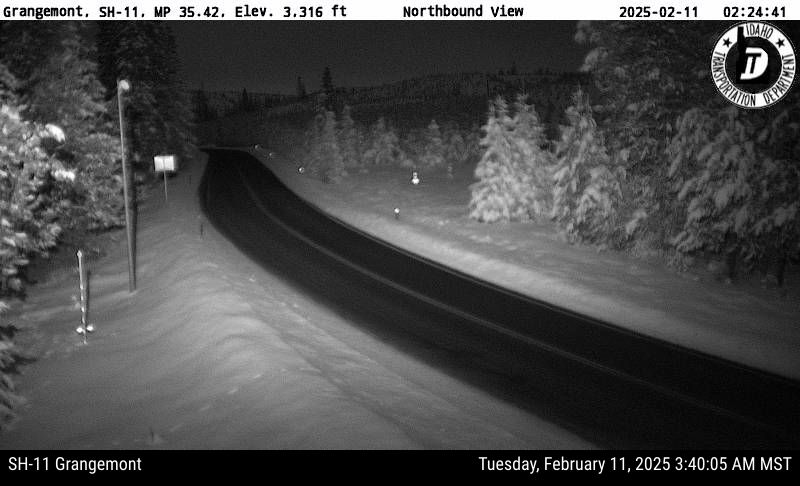 Grangemont, SH-11, MP 35.42, Elev. 3,316 ft Northbound View 2025-02-11 02:24:41
IDAHO
TRANSPORTATION DEPARTMENT
SH-11 Grangemont Tuesday, February 11, 2025 3:40:05 AM MST